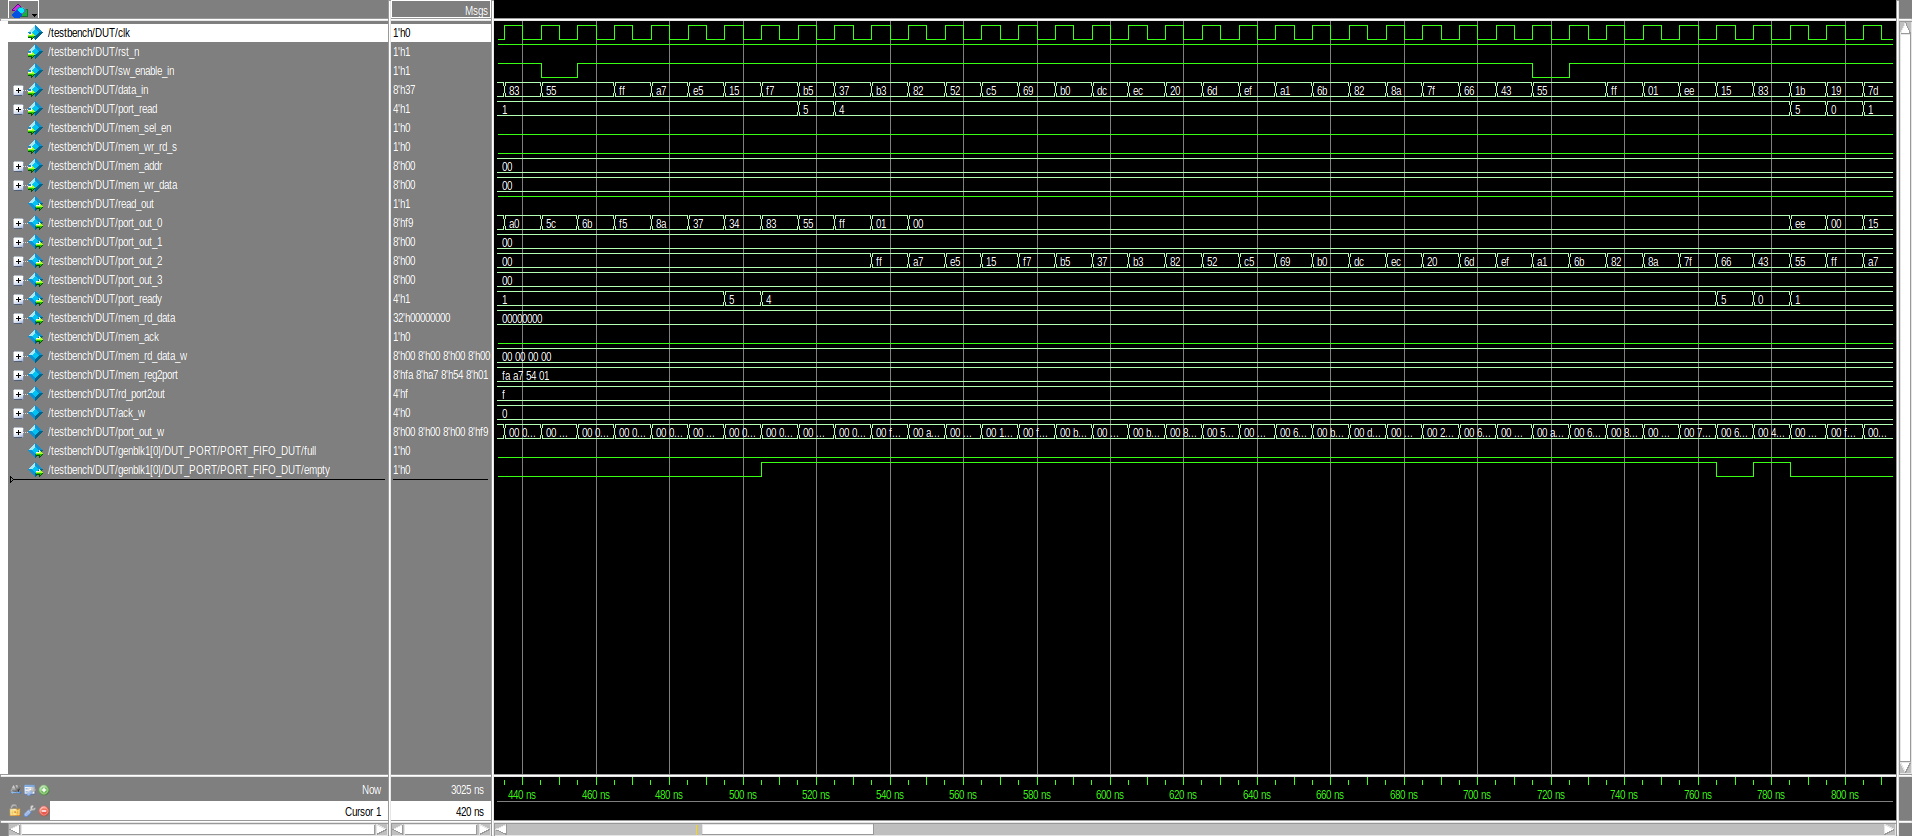 Msgs
/testbench/DUT/clk 1'h0
/testbench/DUT/rst_n 1'h1
/testbench/DUT/sw_enable_in 1'h1
/testbench/DUT/data_in 8'h37 83 55 ff a7 e5 15 f7 b5 37 b3 82 52 c5 69 b0 dc ec 20 6d ef a1 6b 82 8a 7f 66 43 55 ff 01 ee 15 83 1b 19 7d
/testbench/DUT/port_read 4'h1 1 5 4 5 0 1
/testbench/DUT/mem_sel_en 1'h0
/testbench/DUT/mem_wr_rd_s 1'h0
/testbench/DUT/mem_addr 8'h00 00
/testbench/DUT/mem_wr_data 8'h00 00
/testbench/DUT/read_out 1'h1
/testbench/DUT/port_out_0 8'hf9 a0 5c 6b f5 8a 37 34 83 55 ff 01 00 ee 00 15
/testbench/DUT/port_out_1 8'h00 00
/testbench/DUT/port_out_2 8'h00 00 ff a7 e5 15 f7 b5 37 b3 82 52 c5 69 b0 dc ec 20 6d ef a1 6b 82 8a 7f 66 43 55 ff a7
/testbench/DUT/port_out_3 8'h00 00
/testbench/DUT/port_ready 4'h1 1 5 4 5 0 1
/testbench/DUT/mem_rd_data 32'h00000000 00000000
/testbench/DUT/mem_ack 1'h0
/testbench/DUT/mem_rd_data_w 8'h00 8'h00 8'h00 8'h00 00 00 00 00
/testbench/DUT/mem_reg2port 8'hfa 8'ha7 8'h54 8'h01 fa a7 54 01
/testbench/DUT/rd_port2out 4'hf f
/testbench/DUT/ack_w 4'h0 0
/testbench/DUT/port_out_w 8'h00 8'h00 8'h00 8'hf9 00 0... 00 ... 00 0... 00 0... 00 0... 00 ... 00 0... 00 0... 00 ... 00 0... 00 f... 00 a... 00 ... 00 1... 00 f... 00 b... 00 ... 00 b... 00 8... 00 5... 00 ... 00 6... 00 b... 00 d... 00 ... 00 2... 00 6... 00 ... 00 a... 00 6... 00 8... 00 ... 00 7... 00 6... 00 4... 00 ... 00 f... 00...
/testbench/DUT/genblk1[0]/DUT_PORT/PORT_FIFO_DUT/full 1'h0
/testbench/DUT/genblk1[0]/DUT_PORT/PORT_FIFO_DUT/empty 1'h0
Now 3025 ns 440 ns 460 ns 480 ns 500 ns 520 ns 540 ns 560 ns 580 ns 600 ns 620 ns 640 ns 660 ns 680 ns 700 ns 720 ns 740 ns 760 ns 780 ns 800 ns
Cursor 1 420 ns